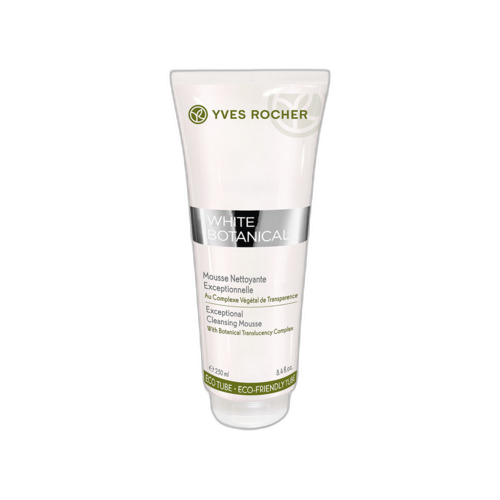 YVES ROCHER
WHITE
BOTANICAL
Mousse Nettoyante
Exceptionnelle
Au Complexe Végétal de Transparence
Exceptional
Cleansing Mousse
With Botanical Translucency Complex
℮ 250 ml 8.4 fl.oz.
ECO TUBE • ECO-FRIENDLY TUBE